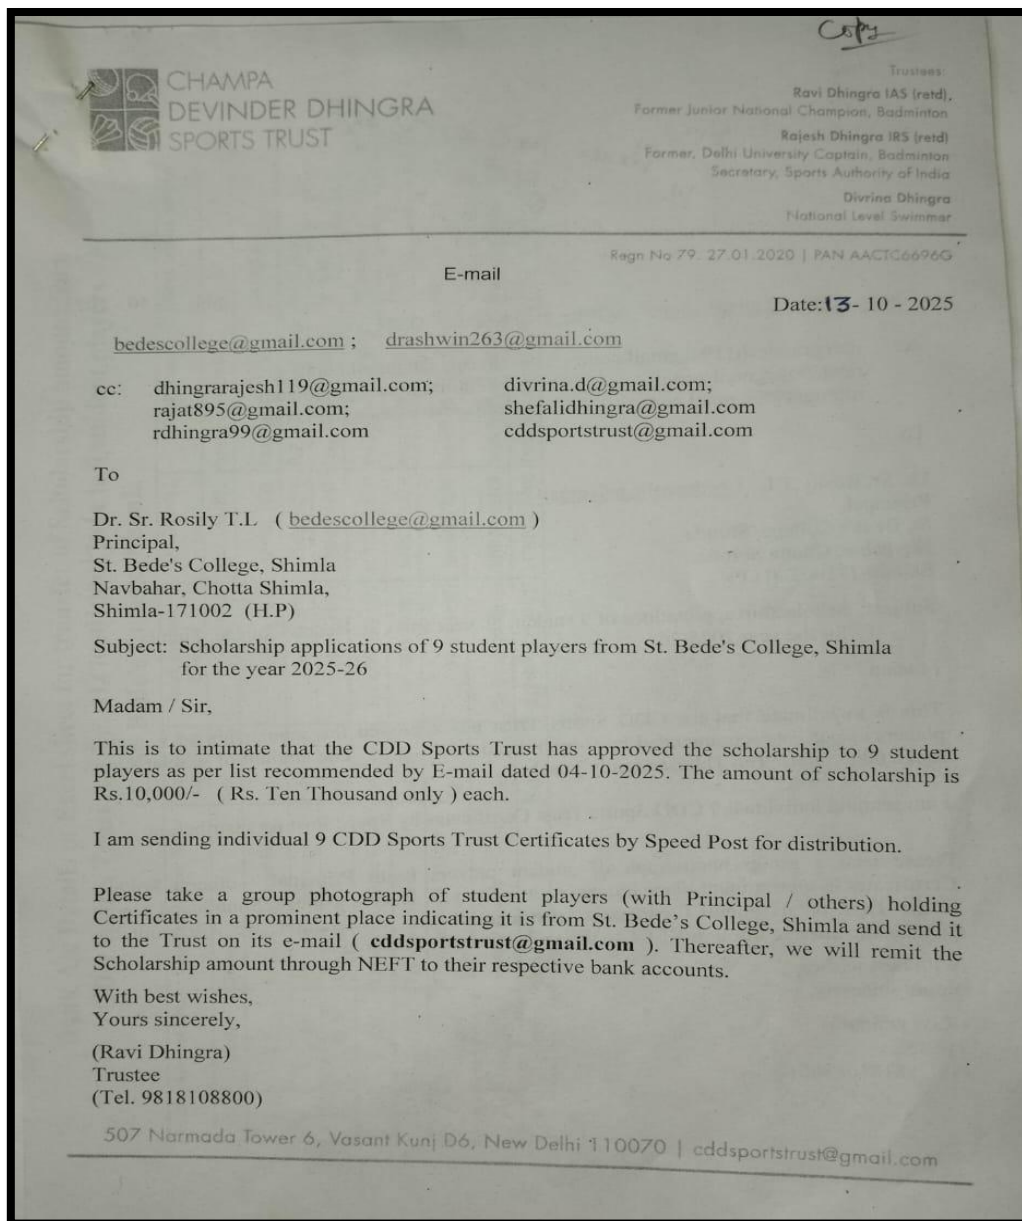 Copy
CHAMPA
DEVINDER DHINGRA
SPORTS TRUST
Trustees:
Ravi Dhingra IAS (retd),
Former Junior National Champion, Badminton
Rajesh Dhingra IRS (retd)
Former, Delhi University Captain, Badminton
Secretary, Sports Authority of India
Divrina Dhingra
National Level Swimmer
Regn No 79. 27.01.2020 | PAN AACTC6696G
E-mail
Date:13- 10 - 2025
bedescollege@gmail.com ; drashwin263@gmail.com
cc: dhingrarajesh119@gmail.com; divrina.d@gmail.com;
rajat895@gmail.com; shefalidhingra@gmail.com
rdhingra99@gmail.com cddsportstrust@gmail.com
To
Dr. Sr. Rosily T.L ( bedescollege@gmail.com )
Principal,
St. Bede's College, Shimla
Navbahar, Chotta Shimla,
Shimla-171002 (H.P)
Subject: Scholarship applications of 9 student players from St. Bede's College, Shimla
for the year 2025-26
Madam / Sir,
This is to intimate that the CDD Sports Trust has approved the scholarship to 9 student
players as per list recommended by E-mail dated 04-10-2025. The amount of scholarship is
Rs.10,000/- ( Rs. Ten Thousand only ) each.
I am sending individual 9 CDD Sports Trust Certificates by Speed Post for distribution.
Please take a group photograph of student players (with Principal / others) holding
Certificates in a prominent place indicating it is from St. Bede's College, Shimla and send it
to the Trust on its e-mail ( cddsportstrust@gmail.com ). Thereafter, we will remit the
Scholarship amount through NEFT to their respective bank accounts.
With best wishes,
Yours sincerely,
(Ravi Dhingra)
Trustee
(Tel. 9818108800)
507 Narmada Tower 6, Vasant Kunj D6, New Delhi 110070 | cddsportstrust@gmail.com